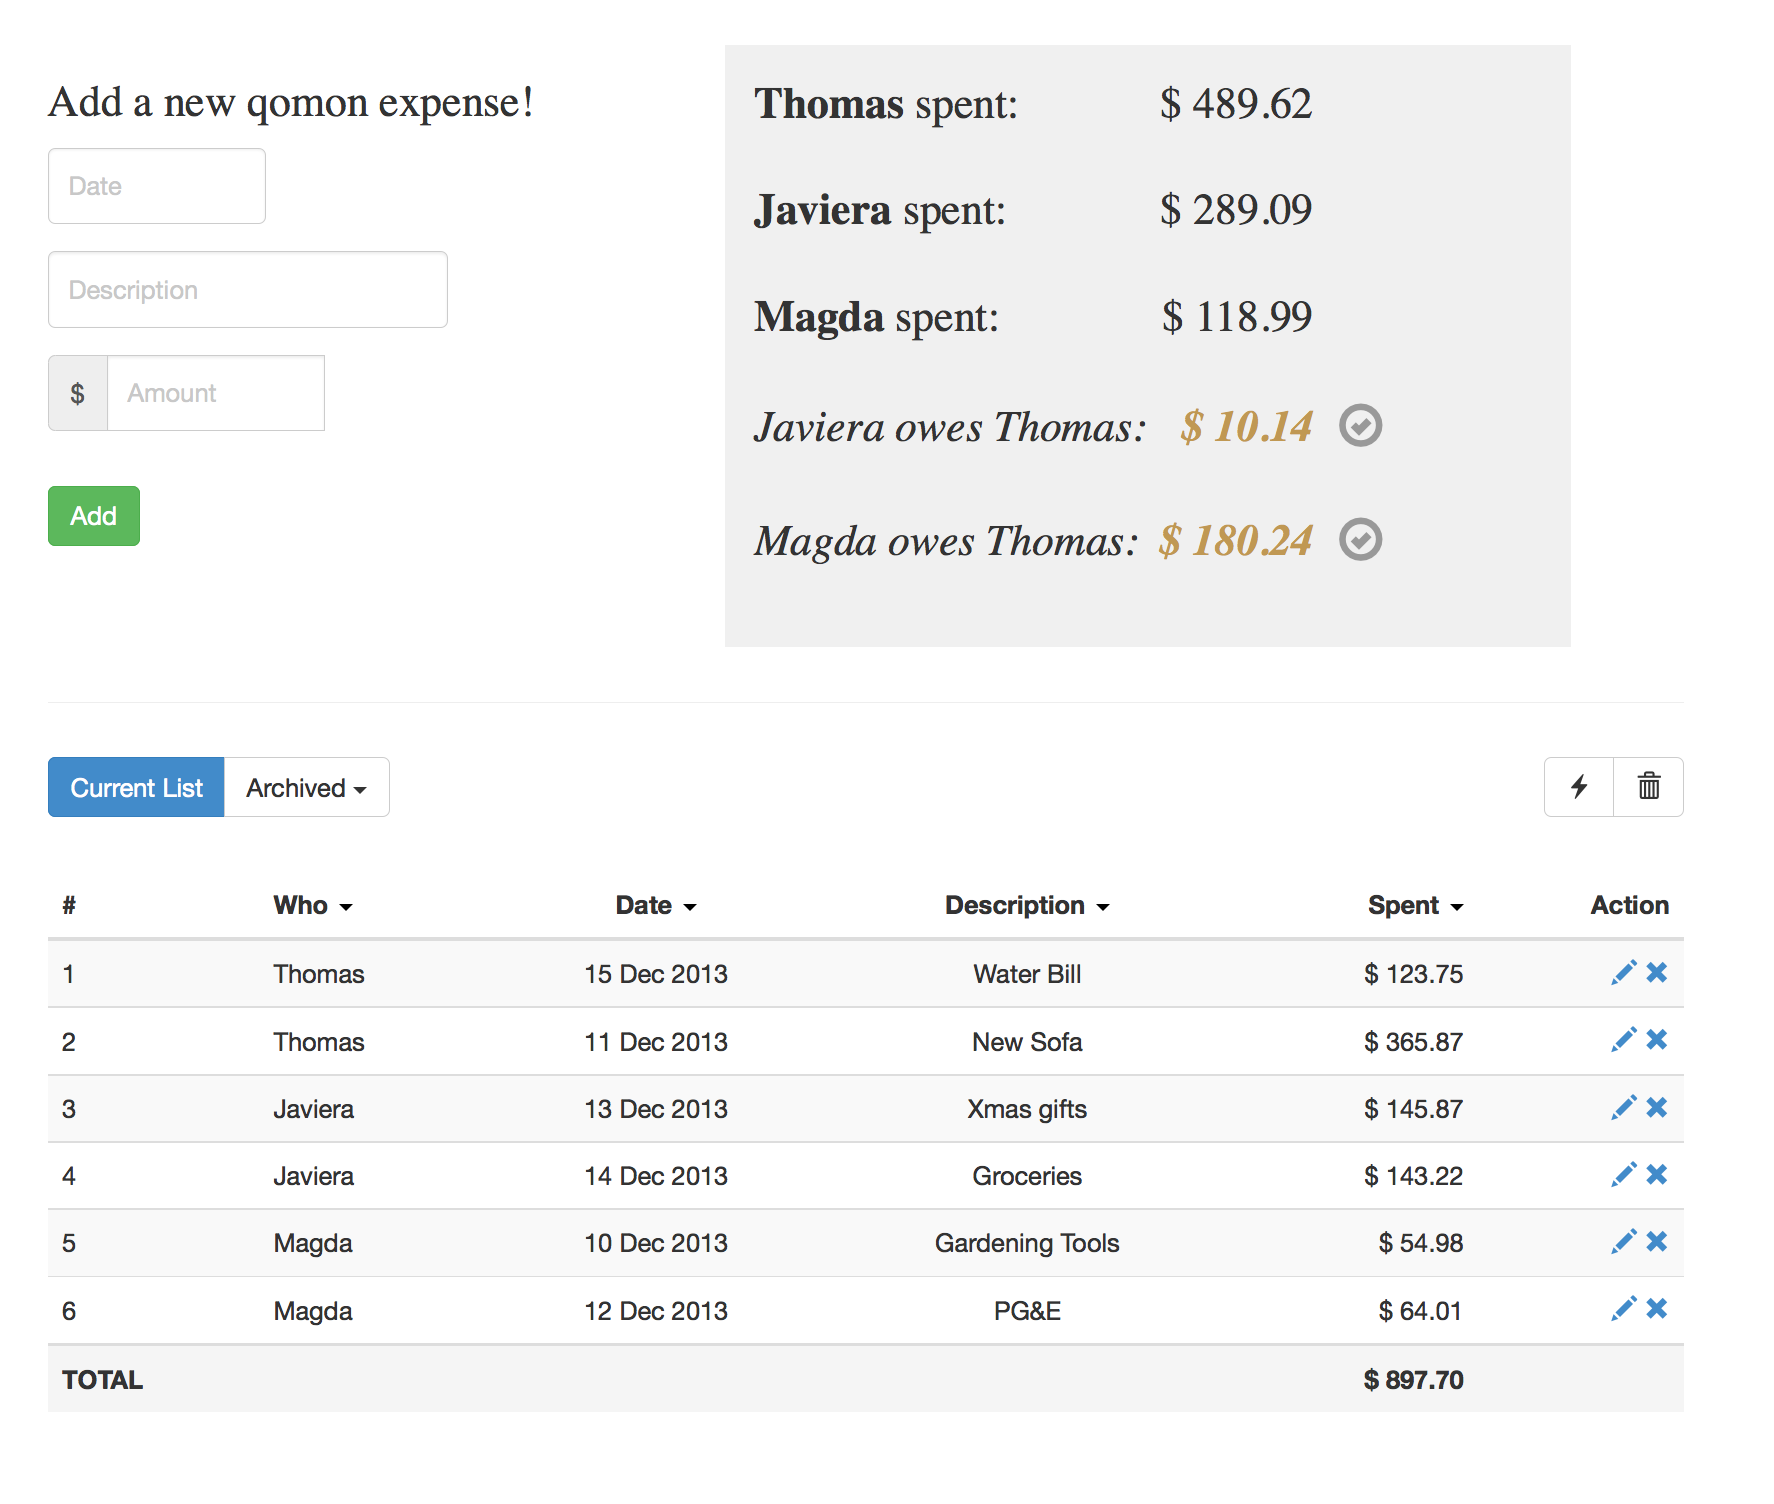 Add a new qomon expense!
Date
Description
$ Amount
Add
Thomas spent: $ 489.62
Javiera spent: $ 289.09
Magda spent: $ 118.99
Javiera owes Thomas: $ 10.14
Magda owes Thomas: $ 180.24
Current List Archived
# Who Date Description Spent Action
1 Thomas 15 Dec 2013 Water Bill $ 123.75
2 Thomas 11 Dec 2013 New Sofa $ 365.87
3 Javiera 13 Dec 2013 Xmas gifts $ 145.87
4 Javiera 14 Dec 2013 Groceries $ 143.22
5 Magda 10 Dec 2013 Gardening Tools $ 54.98
6 Magda 12 Dec 2013 PG&E $ 64.01
TOTAL $ 897.70